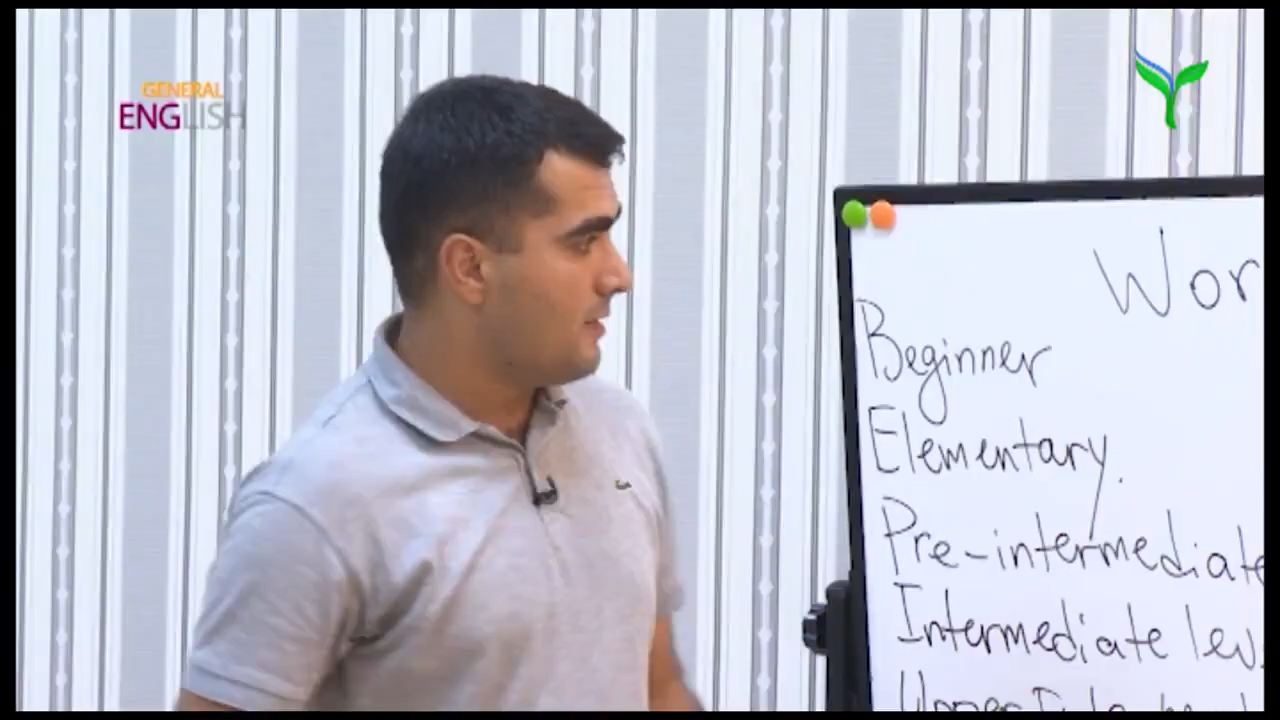 GENERAL
ENGLISH
Wor
Beginner
Elementary.
Pre-intermediate
Intermediate lev